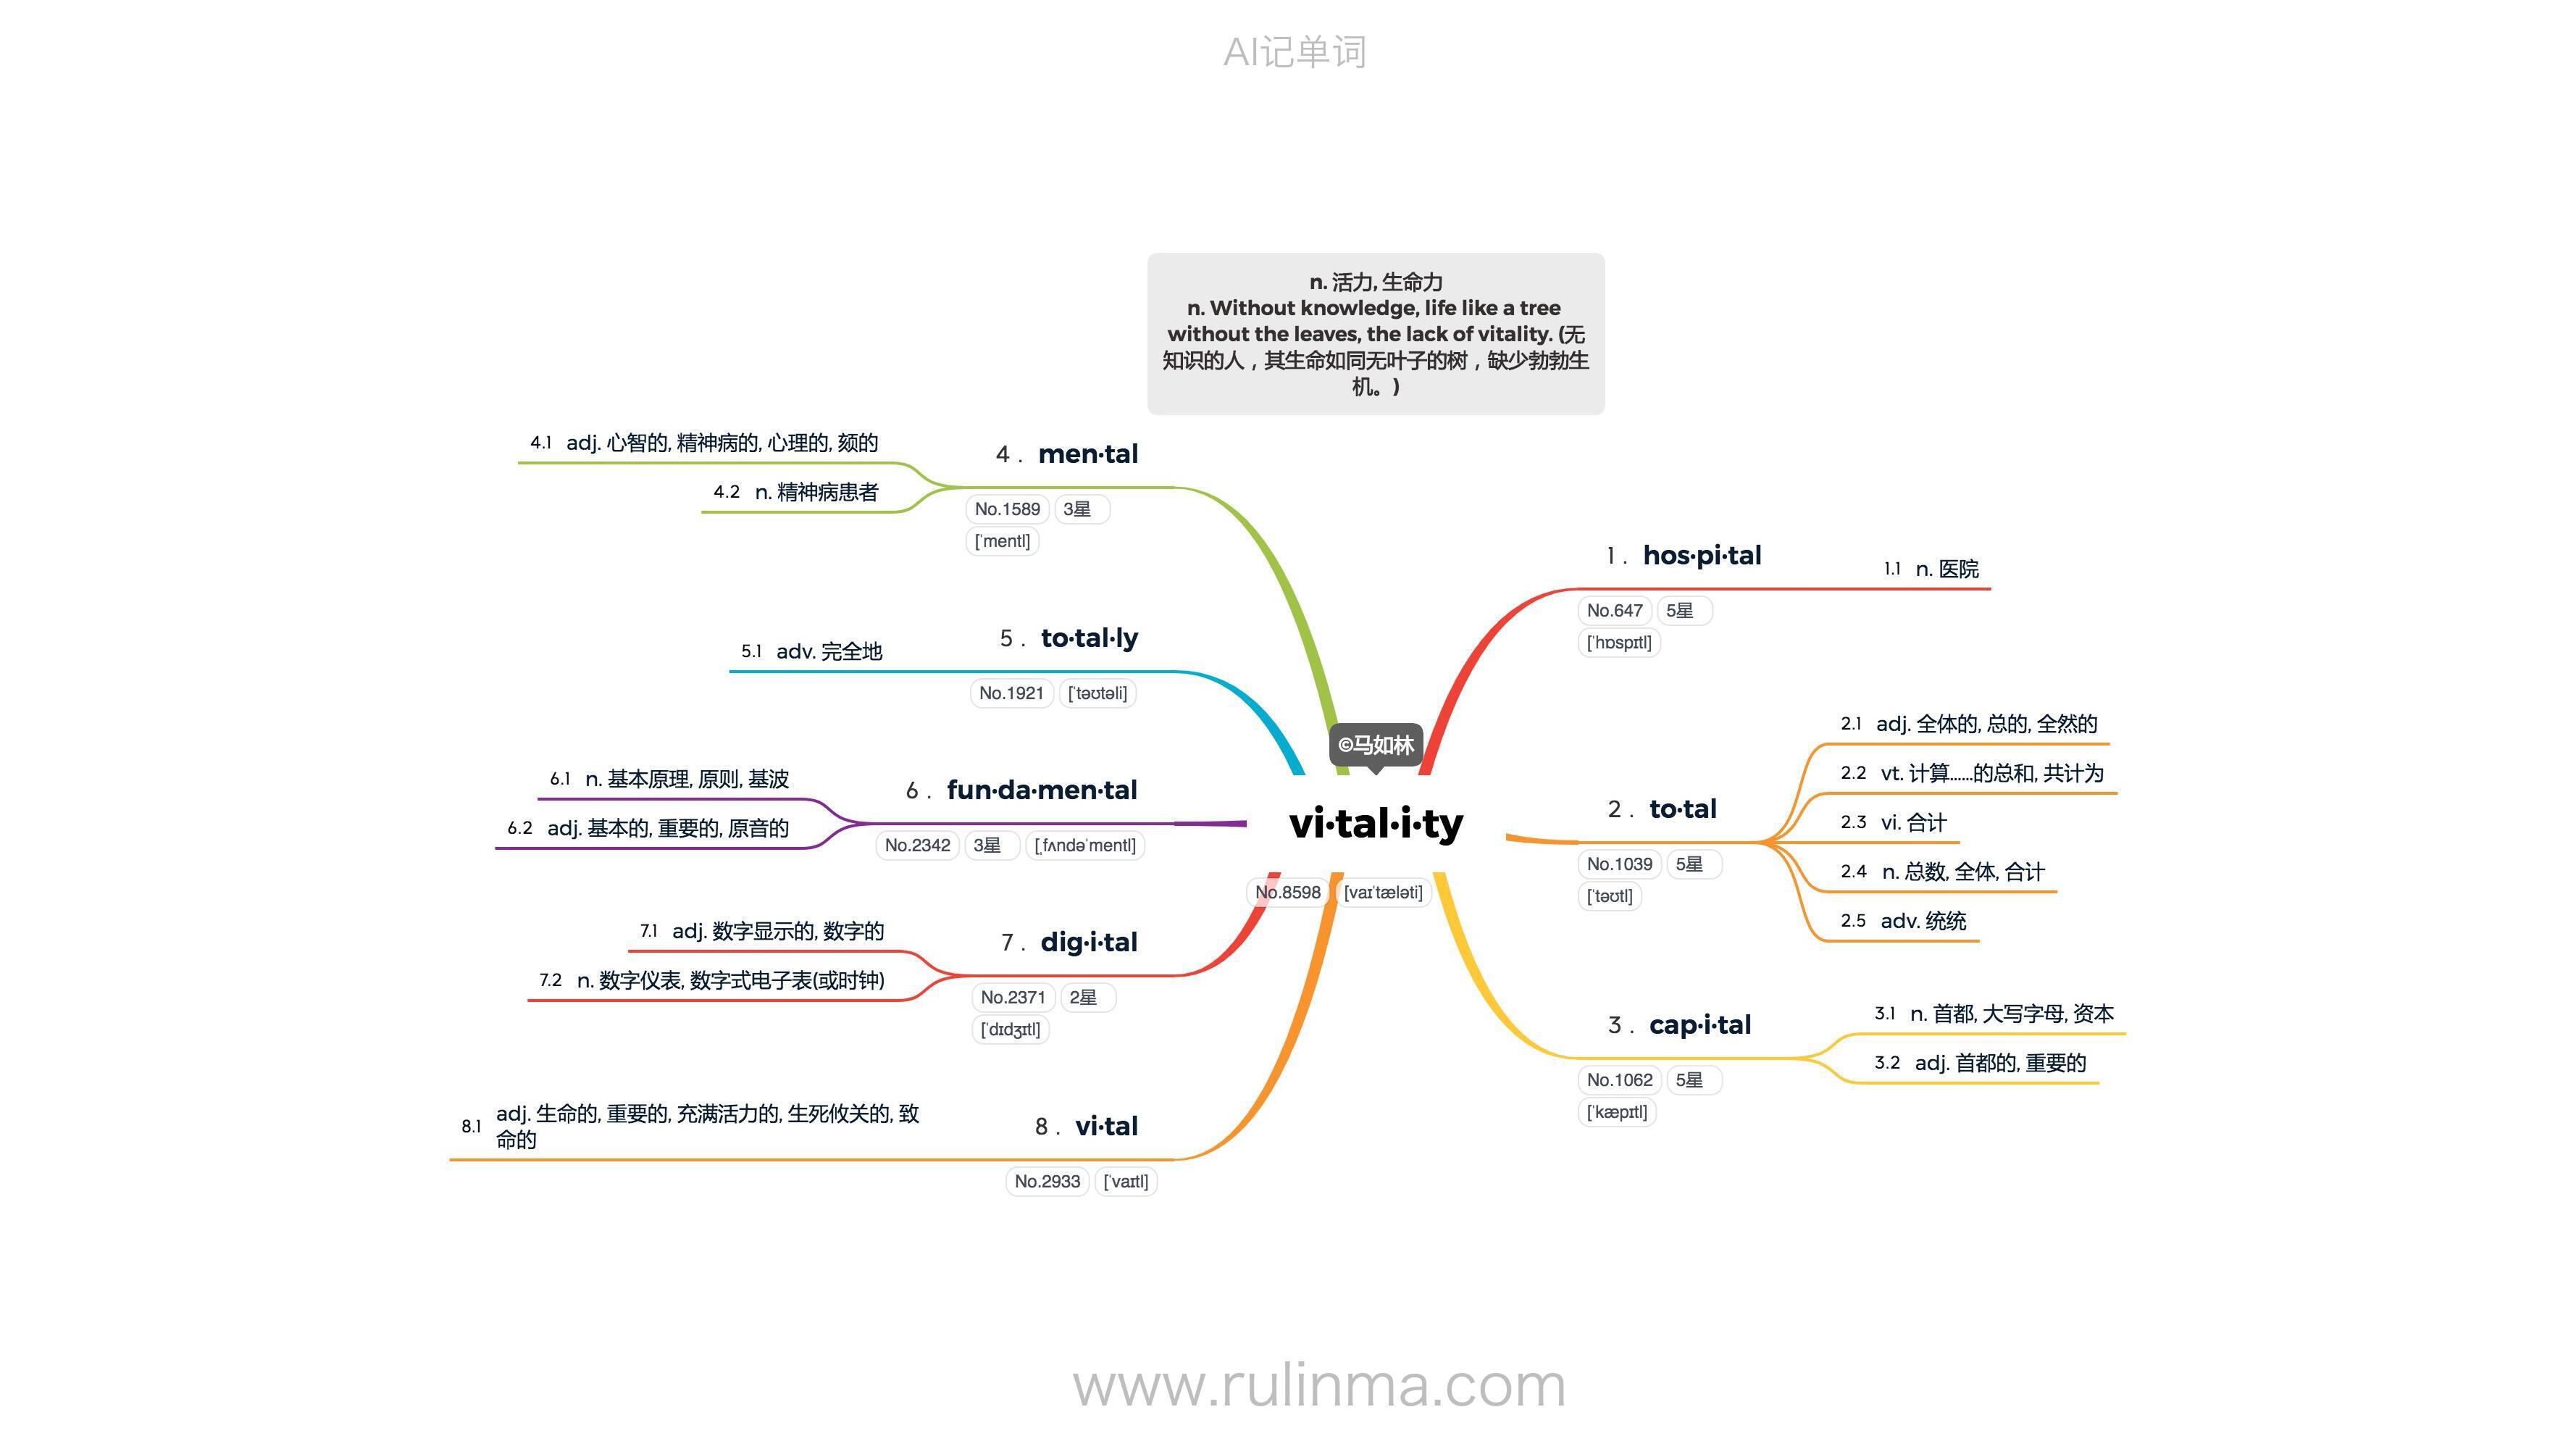 AI记单词
n. 活力, 生命力
n. Without knowledge, life like a tree
without the leaves, the lack of vitality. (无
知识的人，其生命如同无叶子的树，缺少勃勃生
机。)
©马如林
vi·tal·i·ty
No.8598 [vaɪˈtæləti]
1 . hos·pi·tal
No.647 5星
[ˈhɒspɪtl]
1.1 n. 医院
2 . to·tal
No.1039 5星
[ˈtəʊtl]
2.1 adj. 全体的, 总的, 全然的
2.2 vt. 计算......的总和, 共计为
2.3 vi. 合计
2.4 n. 总数, 全体, 合计
2.5 adv. 统统
3 . cap·i·tal
No.1062 5星
[ˈkæpɪtl]
3.1 n. 首都, 大写字母, 资本
3.2 adj. 首都的, 重要的
4 . men·tal
No.1589 3星
[ˈmentl]
4.1 adj. 心智的, 精神病的, 心理的, 颏的
4.2 n. 精神病患者
5 . to·tal·ly
No.1921 [ˈtəʊtəli]
5.1 adv. 完全地
6 . fun·da·men·tal
No.2342 3星 [ˌfʌndəˈmentl]
6.1 n. 基本原理, 原则, 基波
6.2 adj. 基本的, 重要的, 原音的
7 . dig·i·tal
No.2371 2星
[ˈdɪdʒɪtl]
7.1 adj. 数字显示的, 数字的
7.2 n. 数字仪表, 数字式电子表(或时钟)
8 . vi·tal
No.2933 [ˈvaɪtl]
8.1 adj. 生命的, 重要的, 充满活力的, 生死攸关的, 致
命的
www.rulinma.com